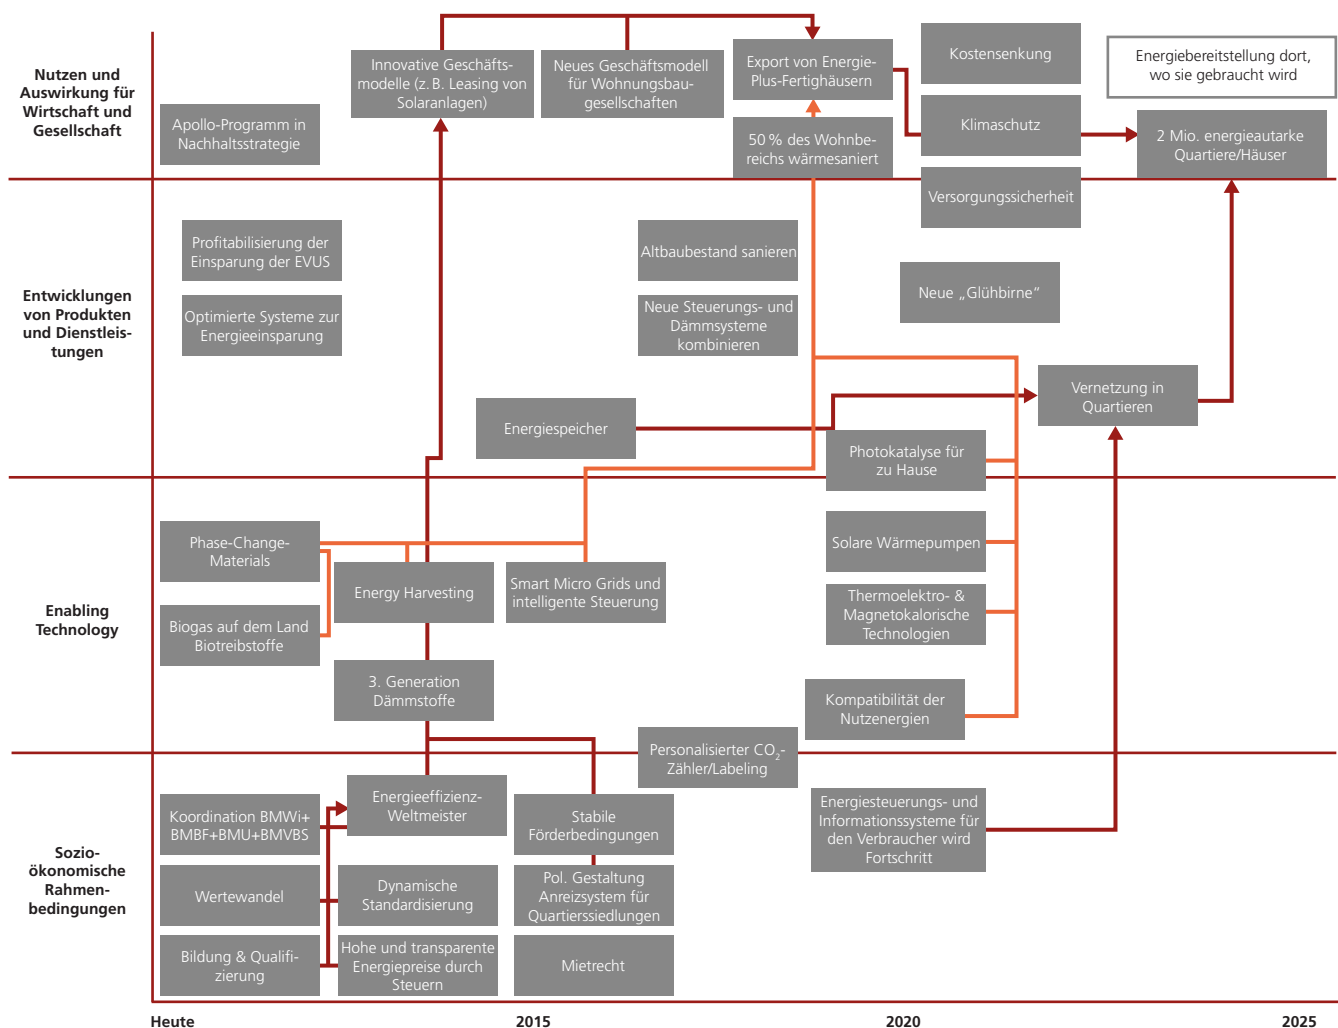 Nutzen und
Auswirkung für
Wirtschaft und
Gesellschaft
Innovative Geschäfts-
modelle (z. B. Leasing von
Solaranlagen)
Neues Geschäftsmodell
für Wohnungsbau-
gesellschaften
Export von Energie-
Plus-Fertighäusern
Kostensenkung
Energiebereitstellung dort,
wo sie gebraucht wird
Apollo-Programm in
Nachhaltsstrategie
50 % des Wohnbe-
reichs wärmesaniert
Klimaschutz
2 Mio. energieautarke
Quartiere/Häuser
Versorgungssicherheit
Entwicklungen
von Produkten
und Dienstleis-
tungen
Profitabilisierung der
Einsparung der EVUS
Altbaubestand sanieren
Neue „Glühbirne“
Optimierte Systeme zur
Energieeinsparung
Neue Steuerungs- und
Dämmsysteme
kombinieren
Vernetzung in
Quartieren
Energiespeicher
Photokatalyse für
zu Hause
Enabling
Technology
Phase-Change-
Materials
Solare Wärmepumpen
Energy Harvesting
Smart Micro Grids und
intelligente Steuerung
Thermoelektro- &
Magnetokalorische
Technologien
Biogas auf dem Land
Biotreibstoffe
3. Generation
Dämmstoffe
Kompatibilität der
Nutzenergien
Personalisierter CO₂-
Zähler/Labeling
Sozio-
ökonomische
Rahmen-
bedingungen
Koordination BMWi+
BMBF+BMU+BMVBS
Energieeffizienz-
Weltmeister
Stabile
Förderbedingungen
Energiesteuerungs- und
Informationssysteme für
den Verbraucher wird
Fortschritt
Wertewandel
Dynamische
Standardisierung
Pol. Gestaltung
Anreizsystem für
Quartierssiedlungen
Bildung & Qualifi-
zierung
Hohe und transparente
Energiepreise durch
Steuern
Mietrecht
Heute
2015
2020
2025